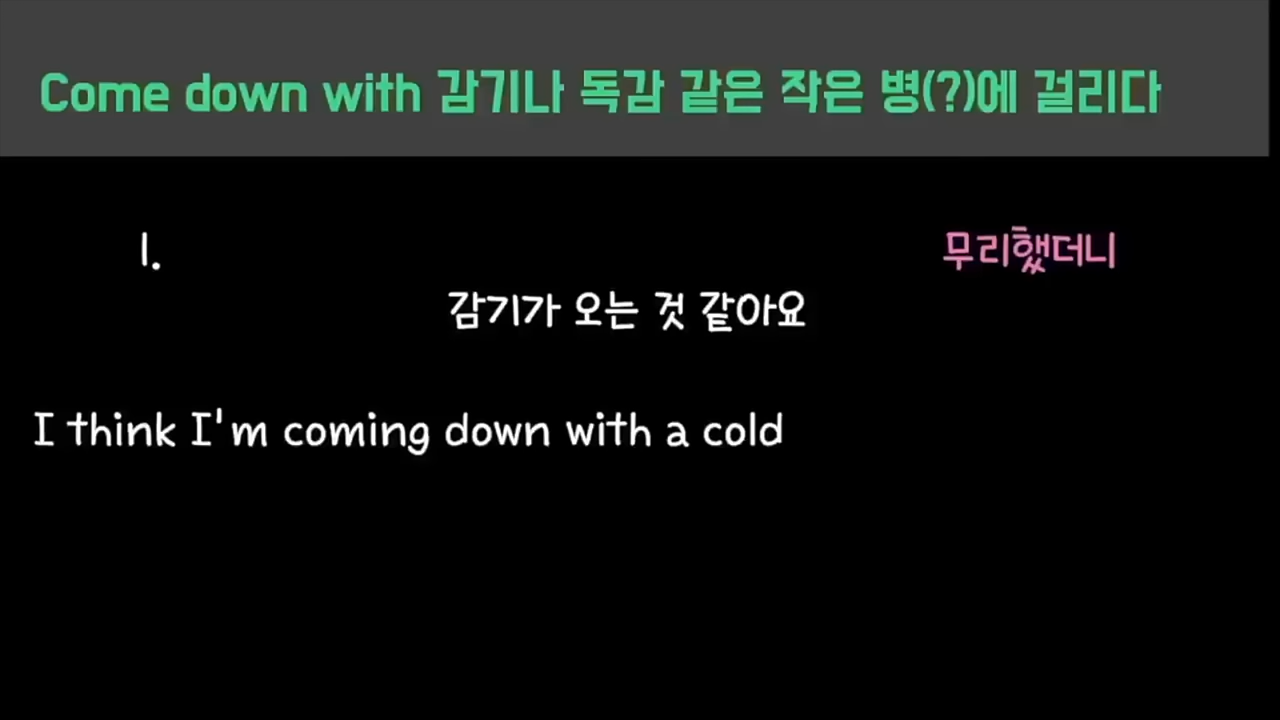 Come down with 감기나 독감 같은 작은 병(?)에 걸리다
1. 무리했더니
감기가 오는 것 같아요
I think I'm coming down with a cold